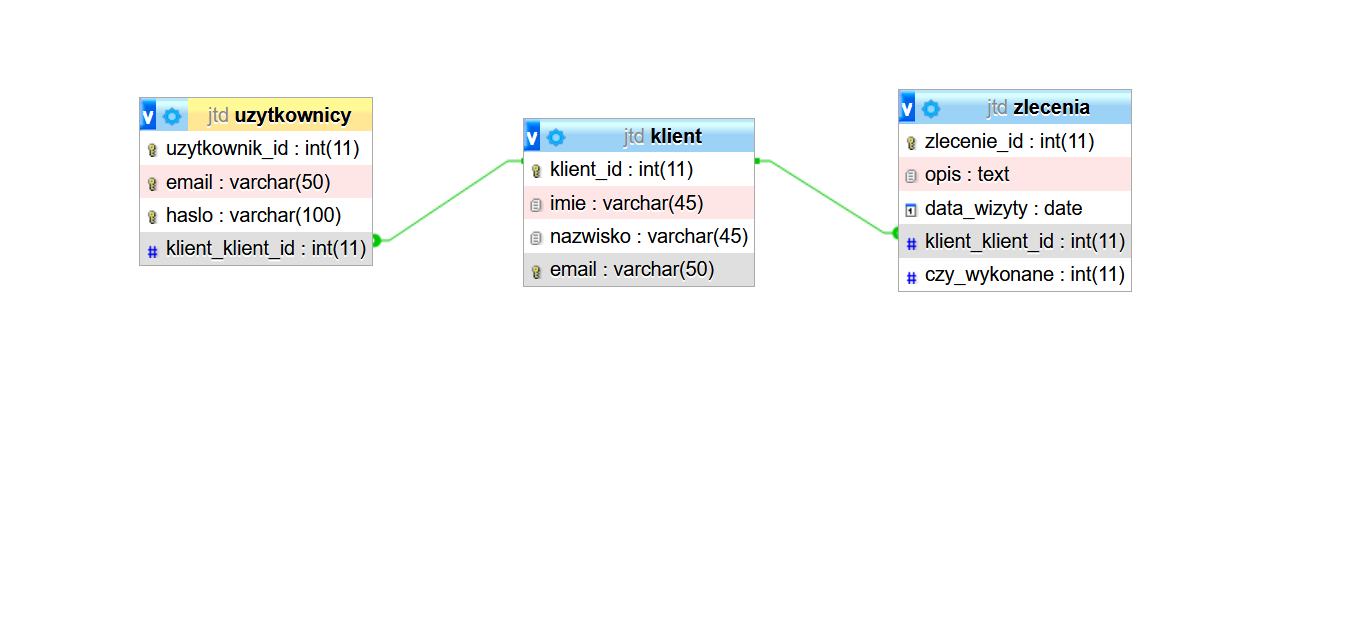 v jtd uzytkownicy
uzytkownik_id : int(11)
email : varchar(50)
haslo : varchar(100)
# klient_klient_id : int(11)
v jtd klient
klient_id : int(11)
imie : varchar(45)
nazwisko : varchar(45)
email : varchar(50)
v jtd zlecenia
zlecenie_id : int(11)
opis : text
data_wizyty : date
# klient_klient_id : int(11)
# czy_wykonane : int(11)